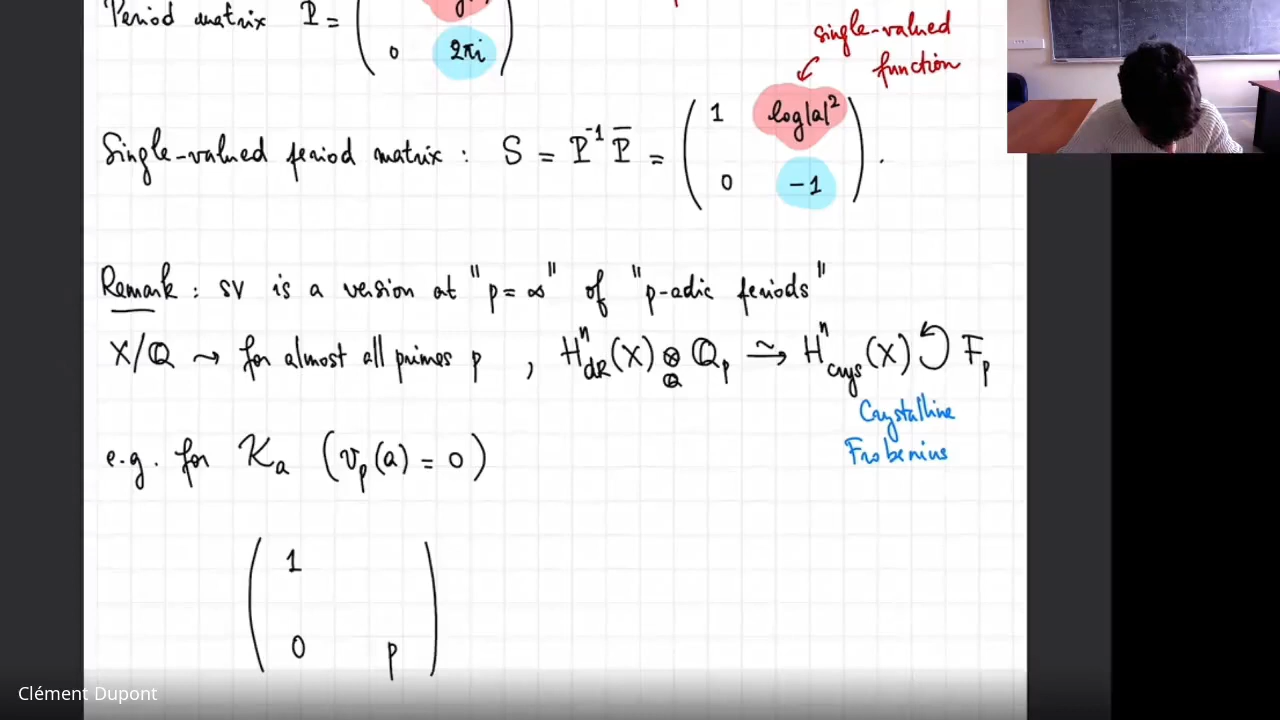 Period matrix P =
0 2πi
single-valued
function
Single-valued period matrix : S = P⁻¹ P̄ = ( 1 log|a|² 0 -1 ) .
Remark : sv is a version at "p = ∞" of "p-adic periods"
X/ℚ ⇝ for almost all primes p , Hⁿ_dR(X) ⊗_ℚ ℚ_p ⥲ Hⁿ_crys(X) ↺ F_p
Crystalline
Frobenius
e.g. for K_a (v_p(a) = 0)
1
0 p
Clément Dupont